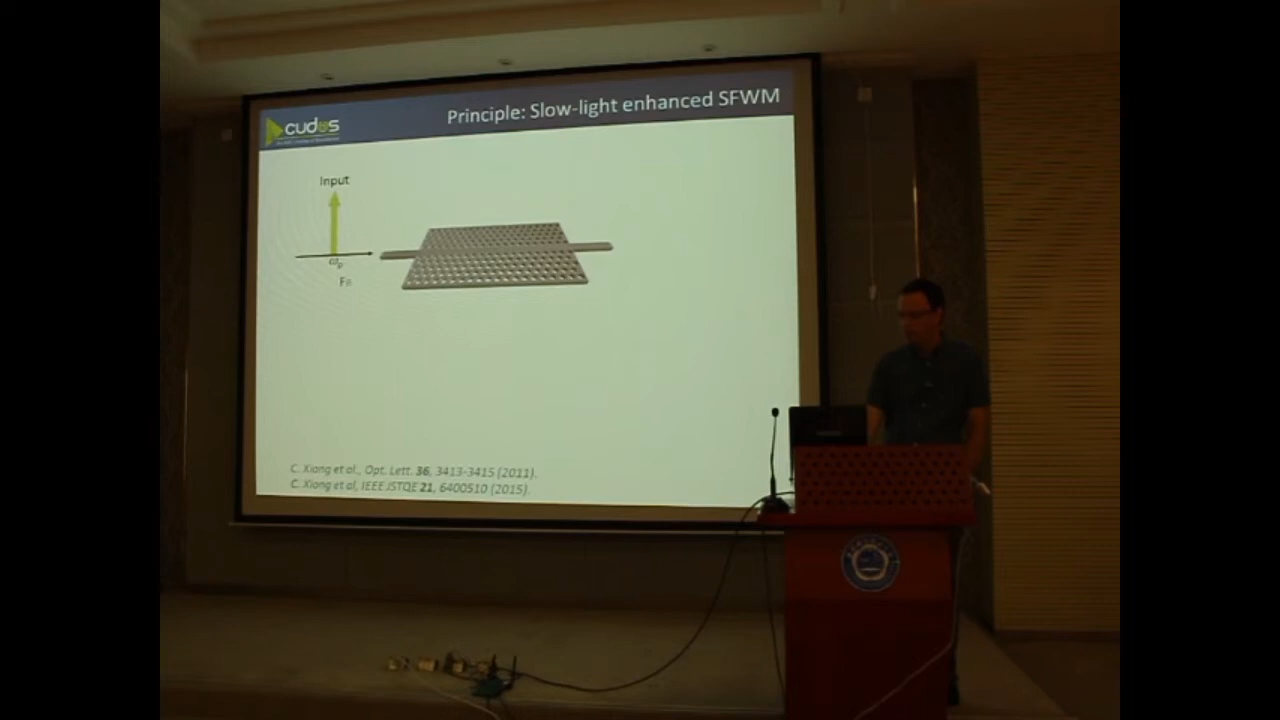 Principle: Slow-light enhanced SFWM
cudos
Input
ωp
C. Xiong et al., Opt. Lett. 36, 3413-3415 (2011).
C. Xiong et al, IEEE JSTQE 21, 6400510 (2015).